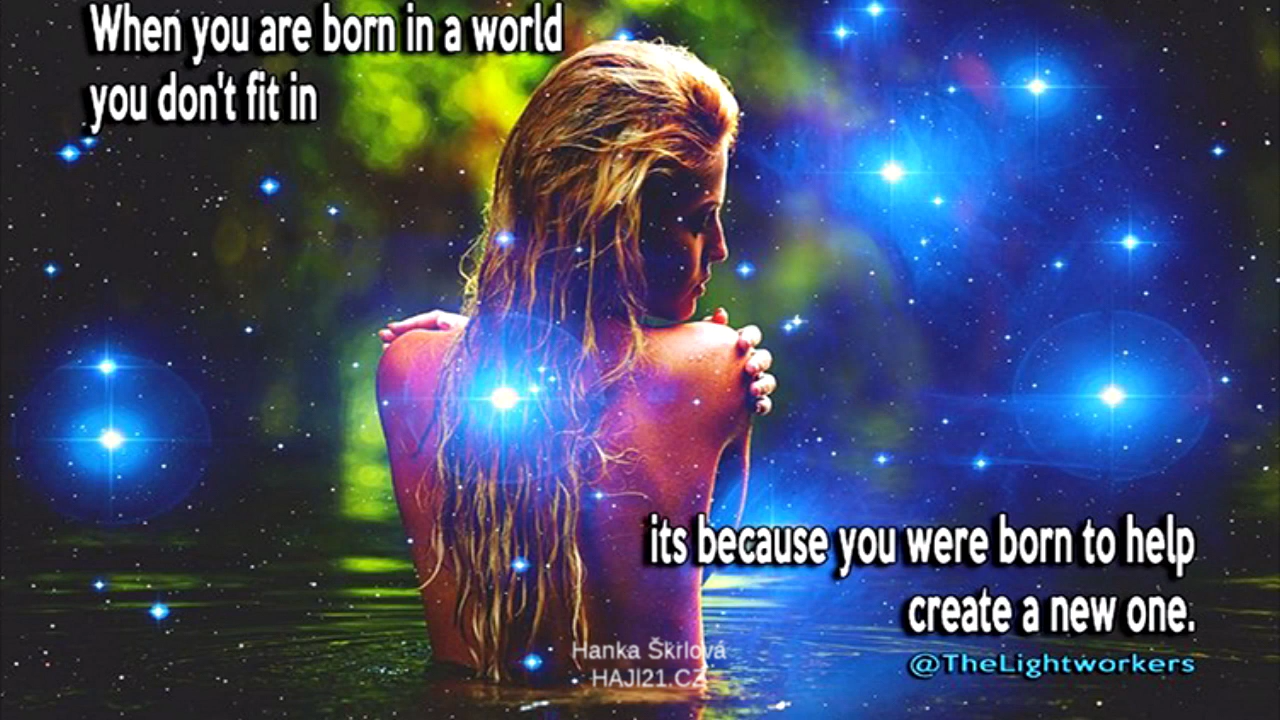 When you are born in a world
you don't fit in
its because you were born to help
create a new one.
@TheLightworkers
Hanka Škrlová
HAJI21.CZ